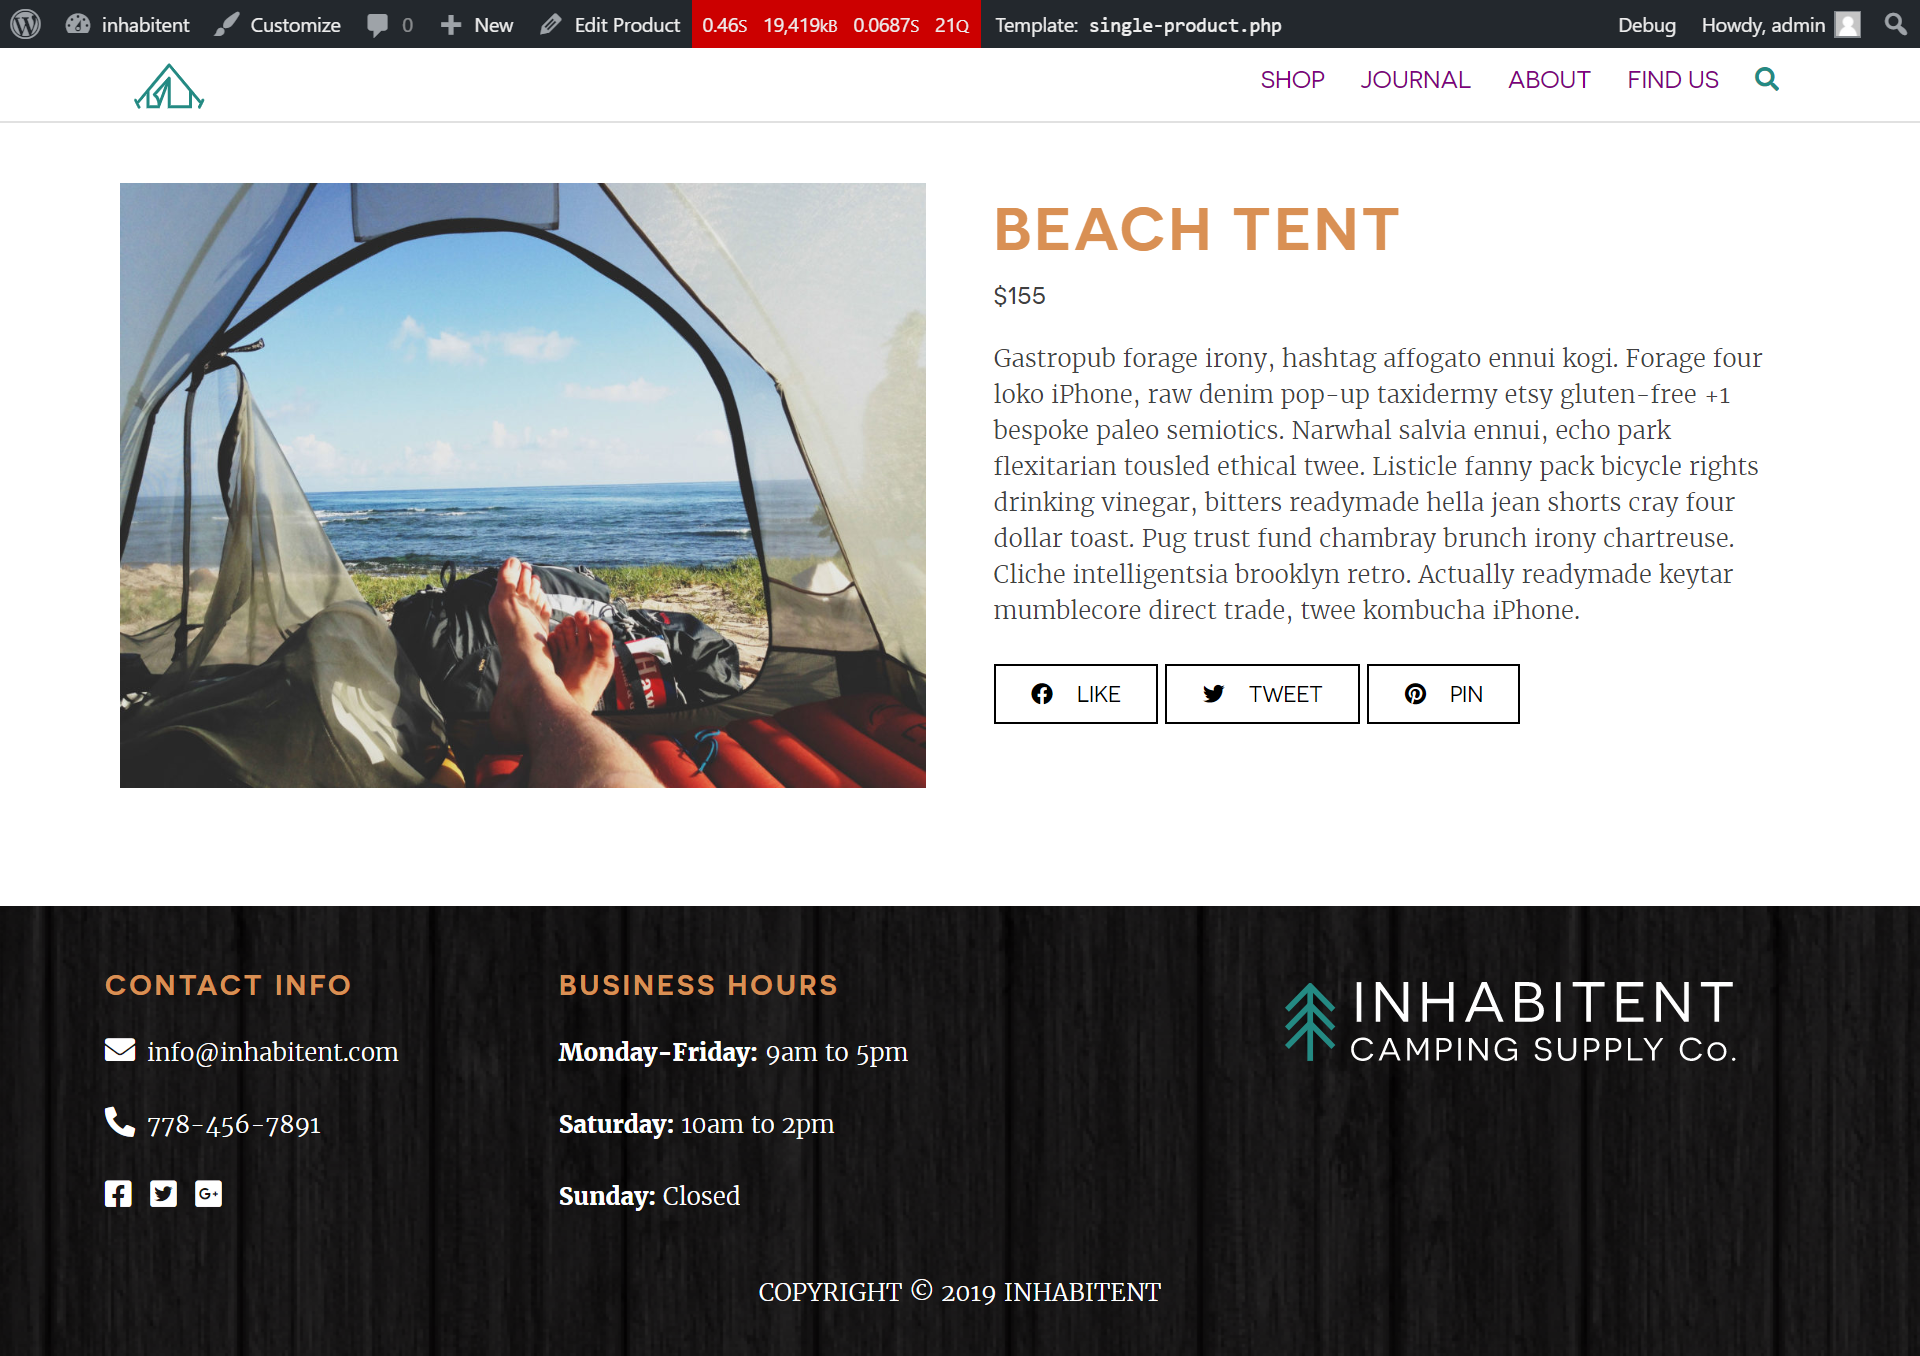 inhabitent Customize 0 New Edit Product 0.46S 19,419kB 0.0687S 21Q Template: single-product.php Debug Howdy, admin
SHOP JOURNAL ABOUT FIND US
BEACH TENT
$155
Gastropub forage irony, hashtag affogato ennui kogi. Forage four
loko iPhone, raw denim pop-up taxidermy etsy gluten-free +1
bespoke paleo semiotics. Narwhal salvia ennui, echo park
flexitarian tousled ethical twee. Listicle fanny pack bicycle rights
drinking vinegar, bitters readymade hella jean shorts cray four
dollar toast. Pug trust fund chambray brunch irony chartreuse.
Cliche intelligentsia brooklyn retro. Actually readymade keytar
mumblecore direct trade, twee kombucha iPhone.
LIKE TWEET PIN
CONTACT INFO
info@inhabitent.com
778-456-7891
BUSINESS HOURS
Monday-Friday: 9am to 5pm
Saturday: 10am to 2pm
Sunday: Closed
INHABITENT
CAMPING SUPPLY Co.
COPYRIGHT © 2019 INHABITENT